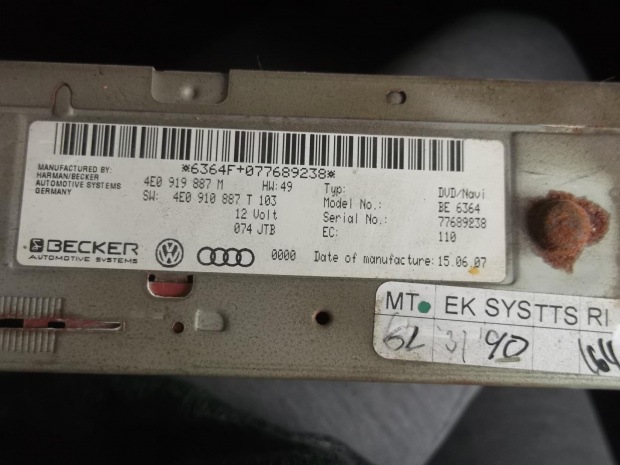 *6364F+077689238*
MANUFACTURED BY:
HARMAN/BECKER
AUTOMOTIVE SYSTEMS
GERMANY
4E0 919 887 M HW:49
SW: 4E0 910 887 T 103
12 Volt
074 JTB
Typ: DVD/Navi
Model No.: BE 6364
Serial No.: 77689238
EC: 110
BECKER
AUTOMOTIVE SYSTEMS
0000 Date of manufacture: 15.06.07
MT. EK SYSTTS RI
6L 31 90